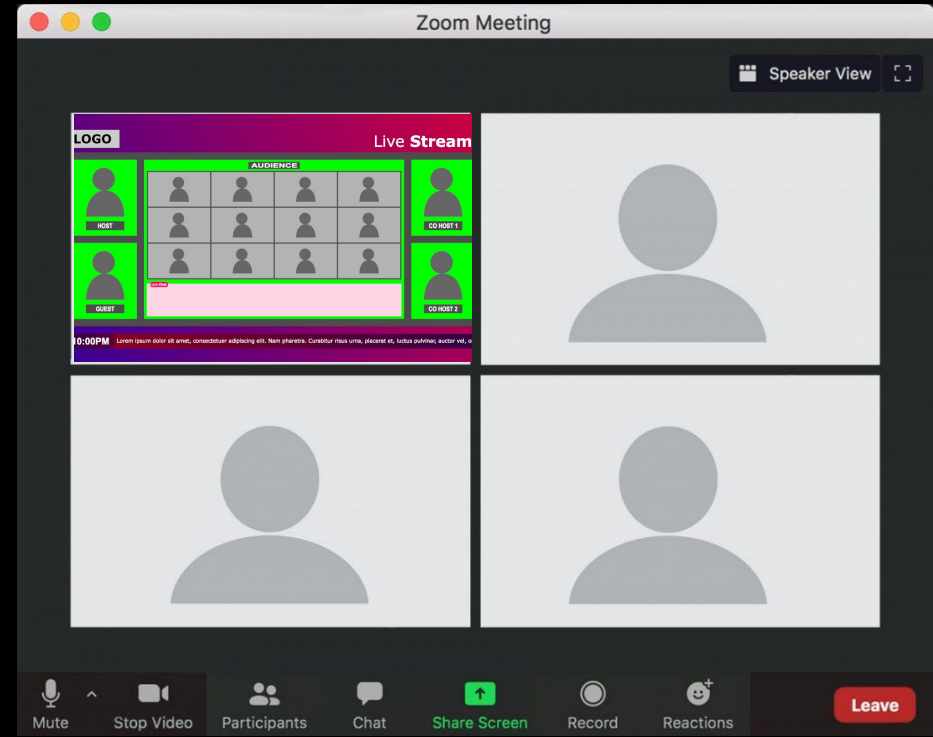 Zoom Meeting
Speaker View
LOGO
Live Stream
AUDIENCE
HOST
CO HOST 1
Live Chat
GUEST
CO HOST 2
10:00PM Lorem ipsum dolor sit amet, consectetuer adipiscing elit. Nam pharetra. Curabitur risus urna, placerat et, luctus pulvinar, auctor vel, o
Mute Stop Video Participants Chat Share Screen Record Reactions Leave